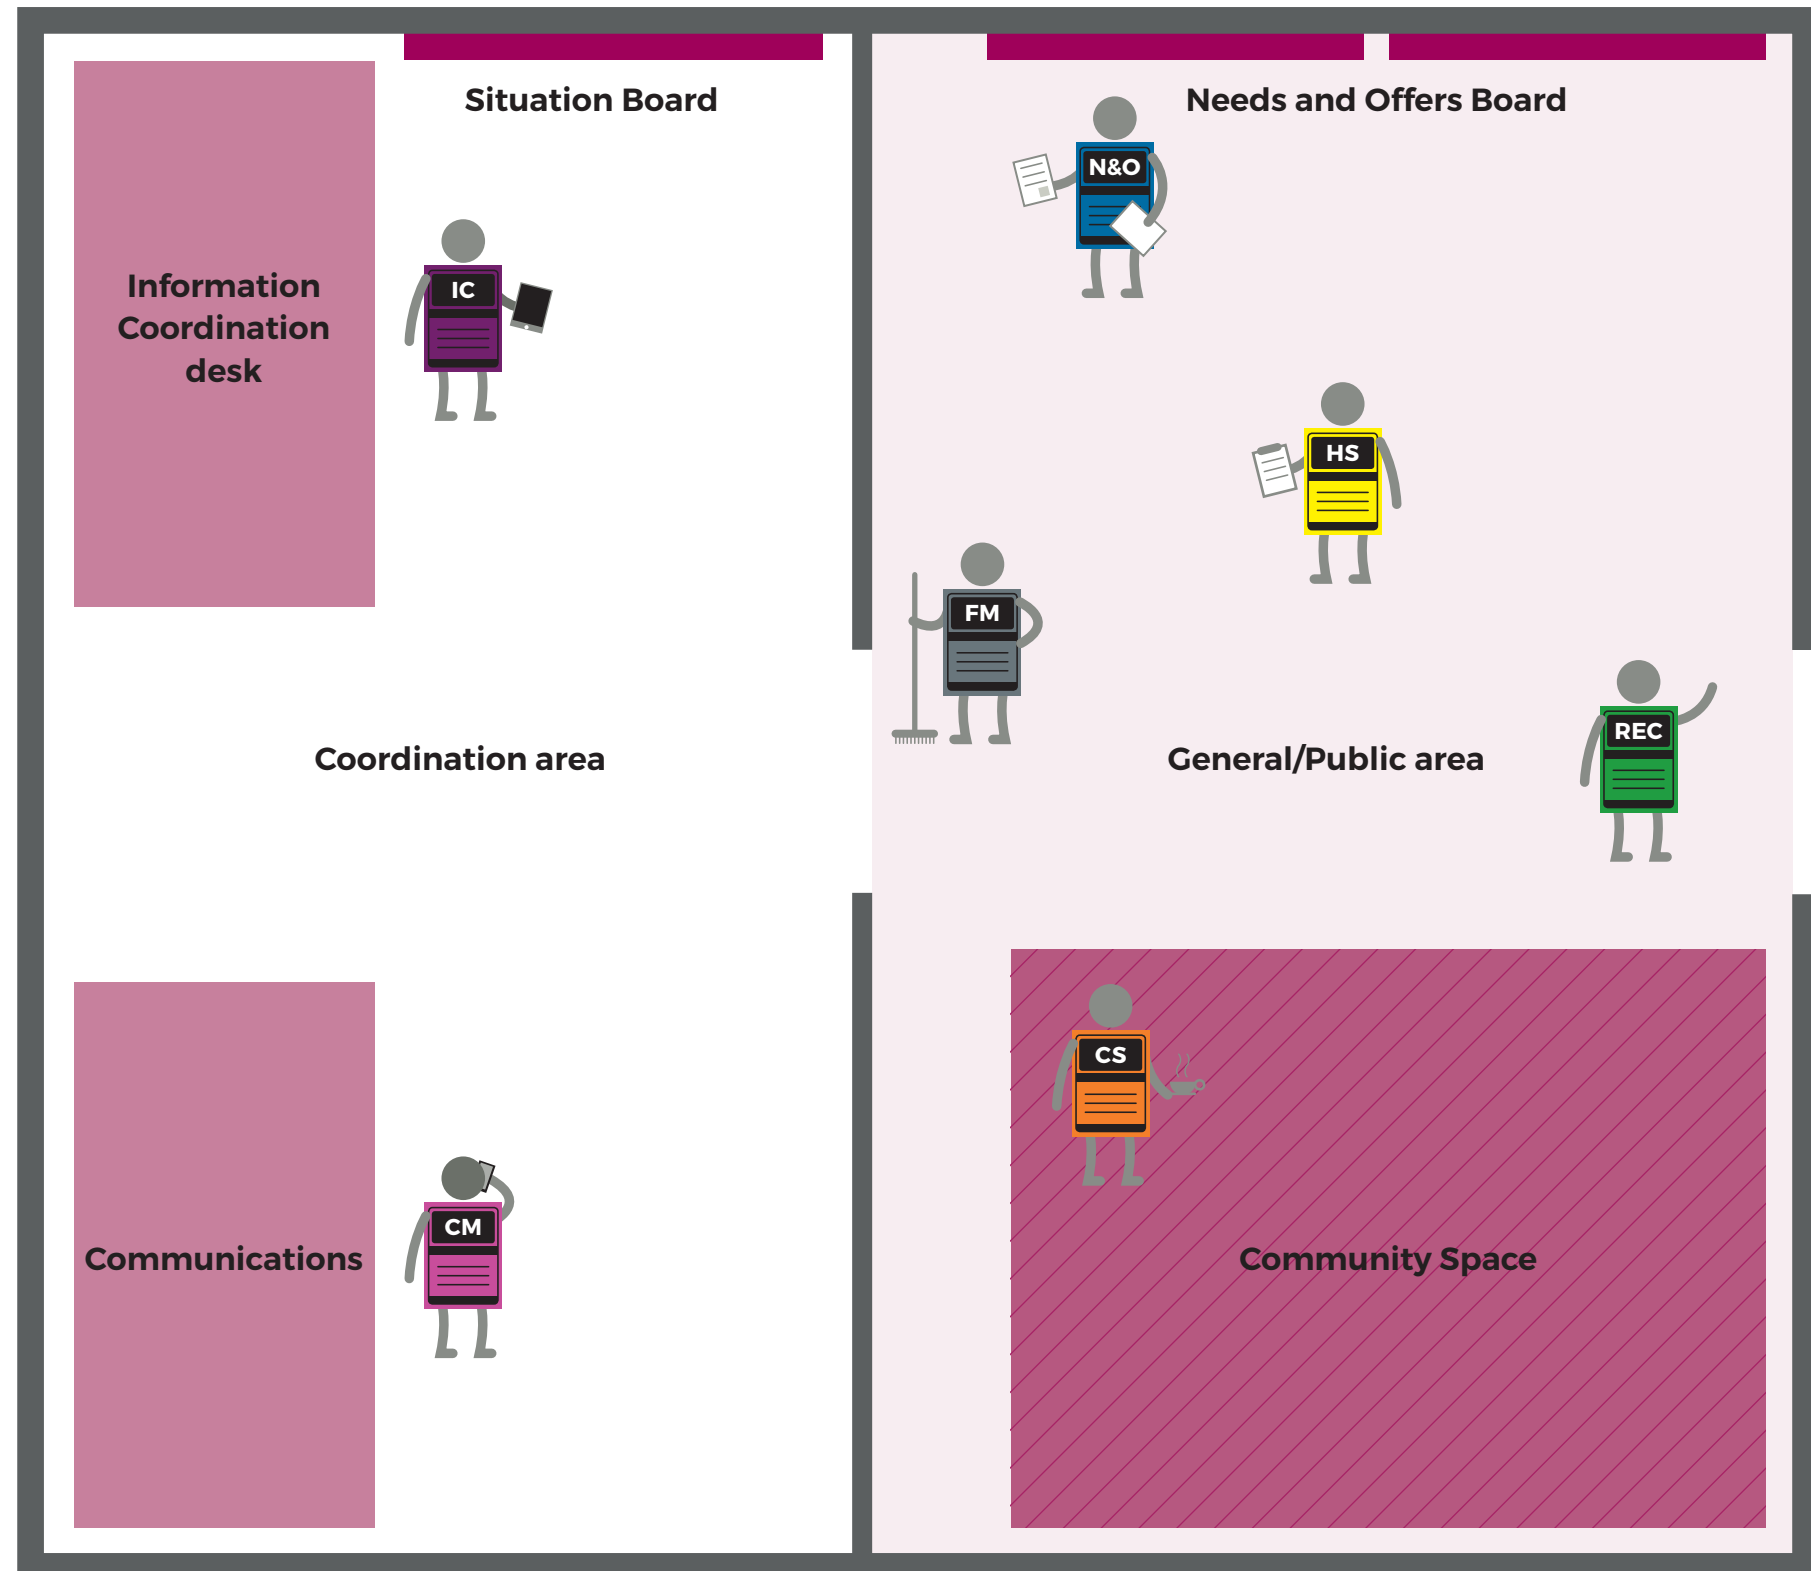 Situation Board
Needs and Offers Board
N&O
Information
Coordination
desk
IC
HS
FM
REC
Coordination area
General/Public area
CS
CM
Communications
Community Space